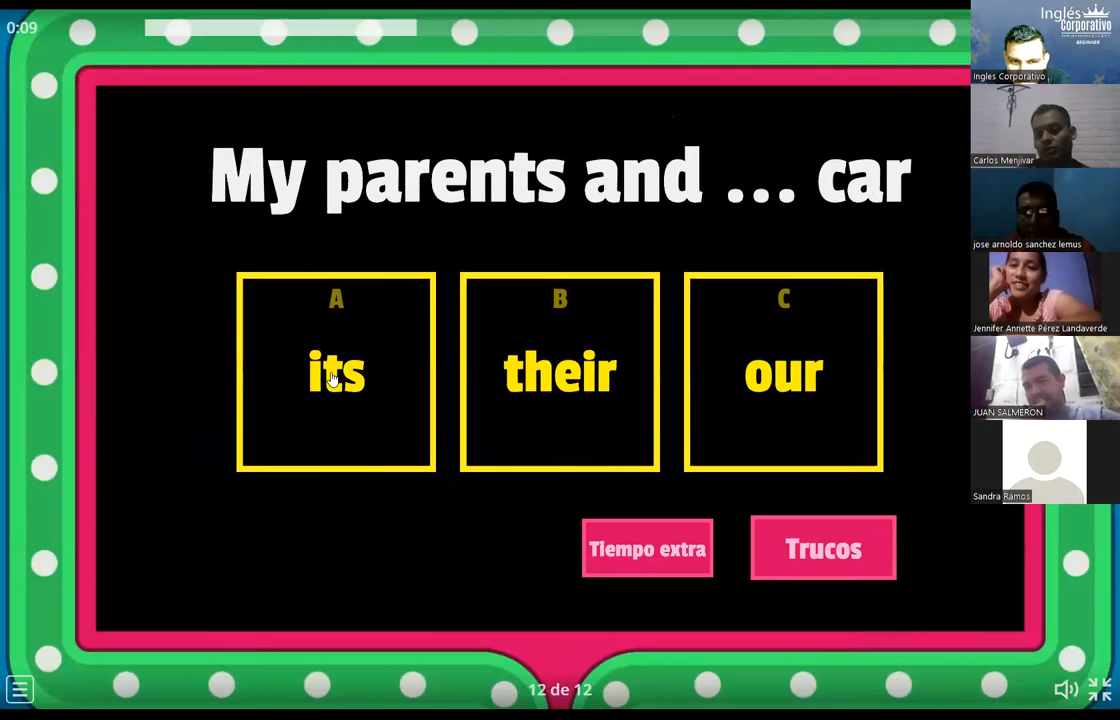 0:09
My parents and ... car
A
its
B
their
C
our
Tiempo extra
Trucos
12 de 12
Inglés
Corporativo
BEGINNER
Ingles Corporativo
Carlos Menjivar
jose arnoldo sanchez lemus
Jennifer Annette Pérez Landaverde
JUAN SALMERON
Sandra Ramos